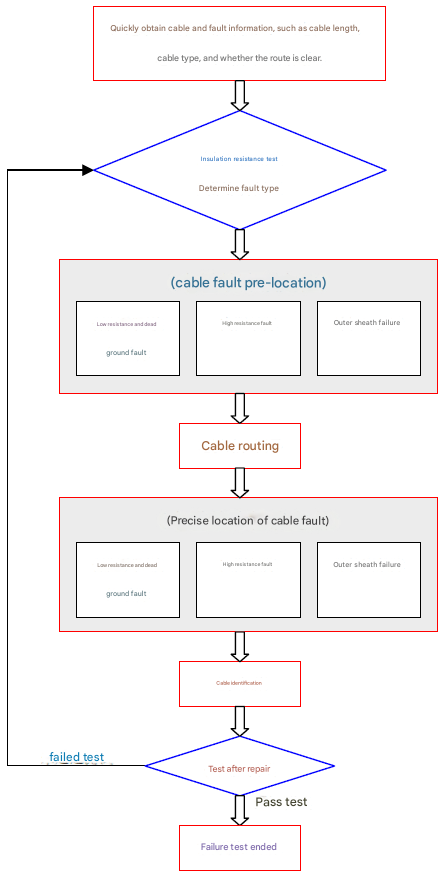 Quickly obtain cable and fault information, such as cable length,
cable type, and whether the route is clear.
Insulation resistance test
Determine fault type
(cable fault pre-location)
Low resistance and dead
ground fault
High resistance fault
Outer sheath failure
Cable routing
(Precise location of cable fault)
Low resistance and dead
ground fault
High resistance fault
Outer sheath failure
Cable identification
Test after repair
failed test
Pass test
Failure test ended